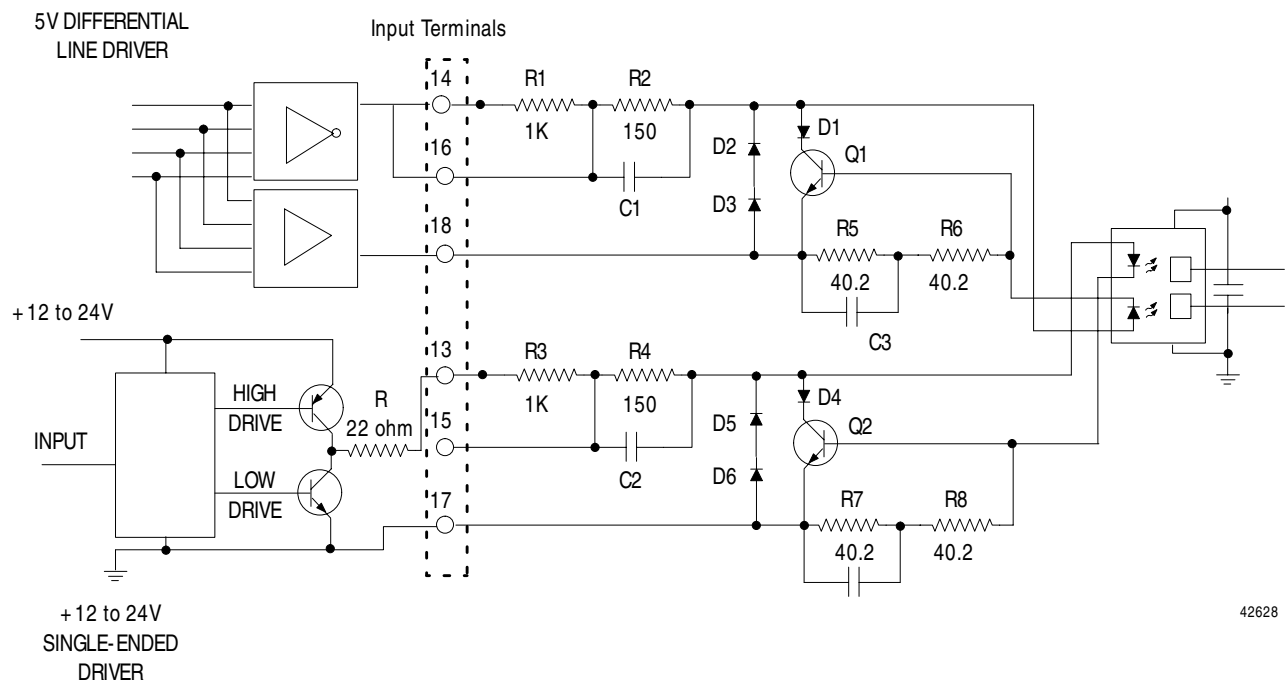 5V DIFFERENTIAL
LINE DRIVER
Input Terminals
14
R1
R2
1K
150
D1
D2
Q1
16
C1
D3
18
R5
R6
40.2
40.2
C3
+12 to 24V
13
R3
R4
HIGH
DRIVE
R
22 ohm
1K
150
D4
D5
Q2
INPUT
15
LOW
DRIVE
C2
D6
17
R7
R8
40.2
40.2
+12 to 24V
SINGLE-ENDED
DRIVER
42628